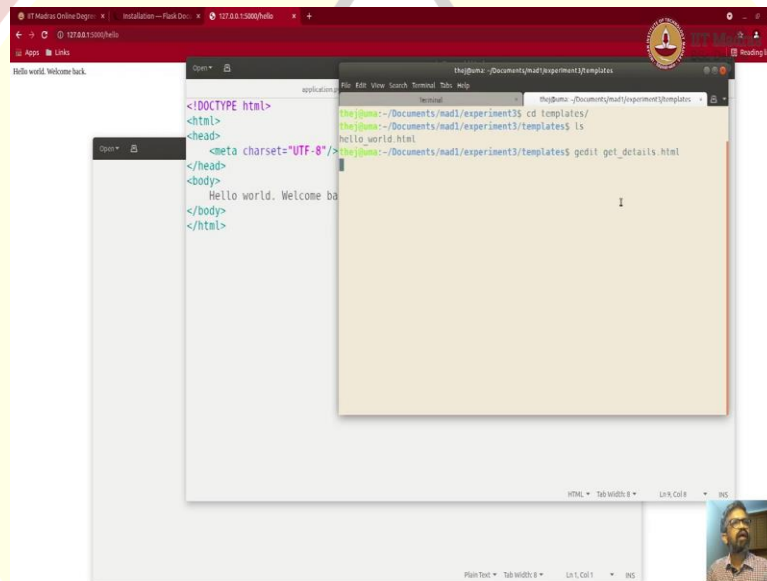 IIT Madras Online Degree
Installation — Flask Doc
127.0.0.1:5000/hello
127.0.0.1:5000/hello
Apps
Links
Reading li
IIT Madras
Hello world. Welcome back.
Open
application.p
<!DOCTYPE html>
<html>
<head>
<meta charset="UTF-8"/>
</head>
<body>
Hello world. Welcome ba
</body>
</html>
HTML
Tab Width: 8
Ln 9, Col 8
INS
Open
Plain Text
Tab Width: 8
Ln 1, Col 1
INS
thej@uma: ~/Documents/mad1/experiment3/templates
File Edit View Search Terminal Tabs Help
Terminal
thej@uma: ~/Documents/mad1/experiment3/templates
thej@uma:~/Documents/mad1/experiment3$ cd templates/
thej@uma:~/Documents/mad1/experiment3/templates$ ls
hello_world.html
thej@uma:~/Documents/mad1/experiment3/templates$ gedit get_details.html